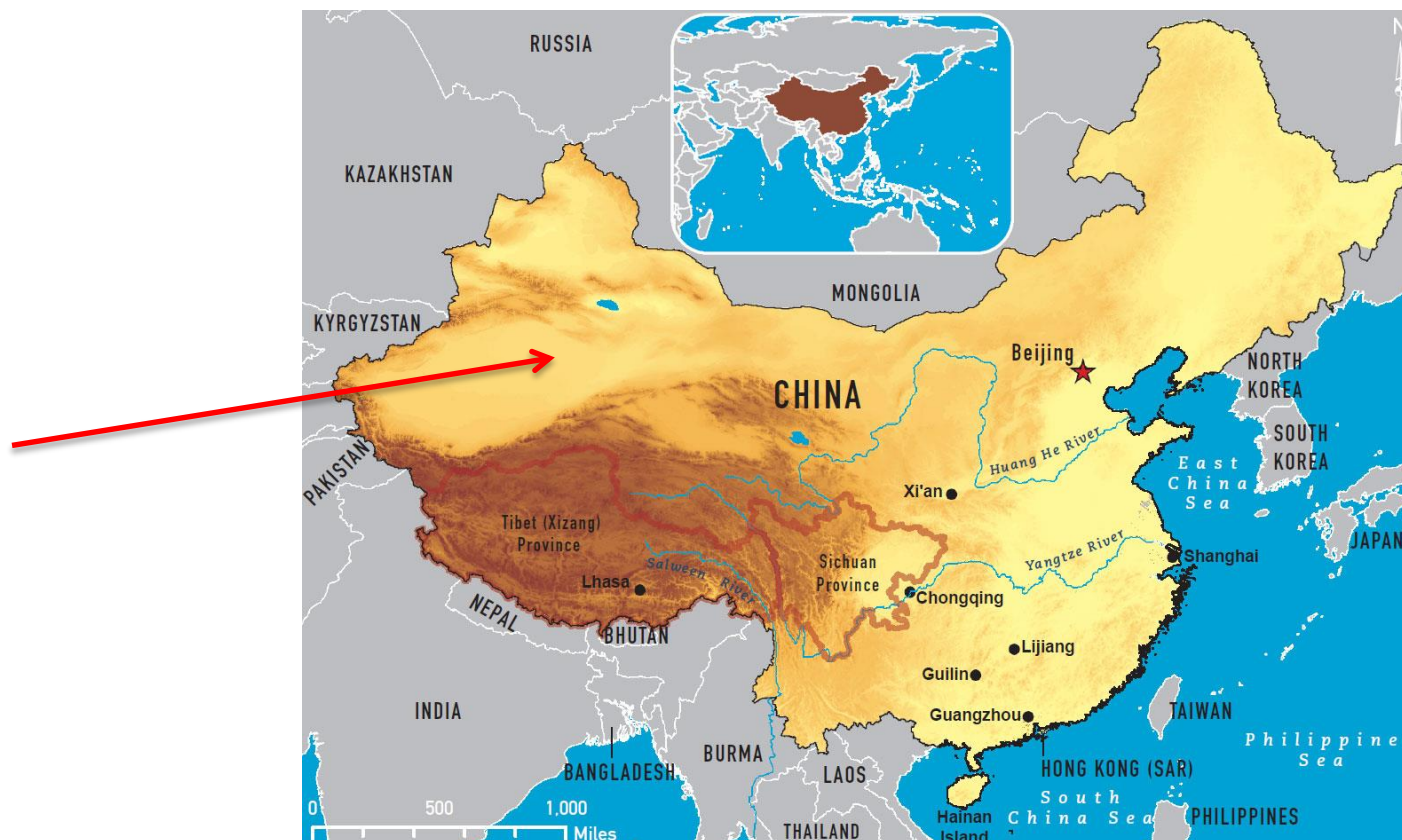 RUSSIA
N
KAZAKHSTAN
MONGOLIA
KYRGYZSTAN
Beijing
NORTH
KOREA
CHINA
SOUTH
KOREA
Huang He River
PAKISTAN
East
China
Sea
Xi'an
Tibet (Xizang)
Province
JAPAN
Yangtze River
Shanghai
Sichuan
Province
Salween River
Lhasa
Chongqing
NEPAL
BHUTAN
Lijiang
Guilin
INDIA
Guangzhou
TAIWAN
Philippine
Sea
BURMA
BANGLADESH
LAOS
HONG KONG (SAR)
South
China Sea
0 500 1,000
Miles
THAILAND
Hainan
Island
PHILIPPINES